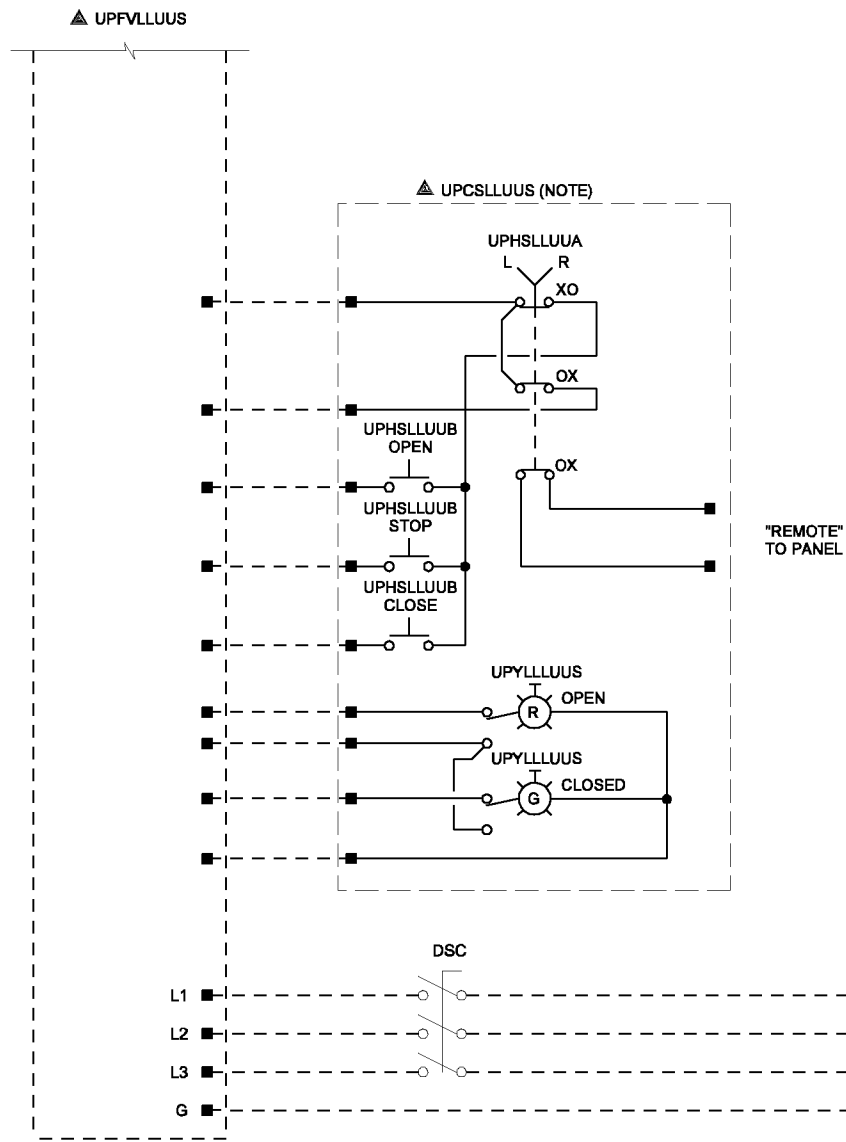 UPFVLLUUS
UPCSLLUUS (NOTE)
UPHSLLUUA
L R
XO
OX
UPHSLLUUB
OPEN
OX
UPHSLLUUB
STOP
"REMOTE"
TO PANEL
UPHSLLUUB
CLOSE
UPYLLLUUS
R OPEN
UPYLLLUUS
G CLOSED
DSC
L1
L2
L3
G